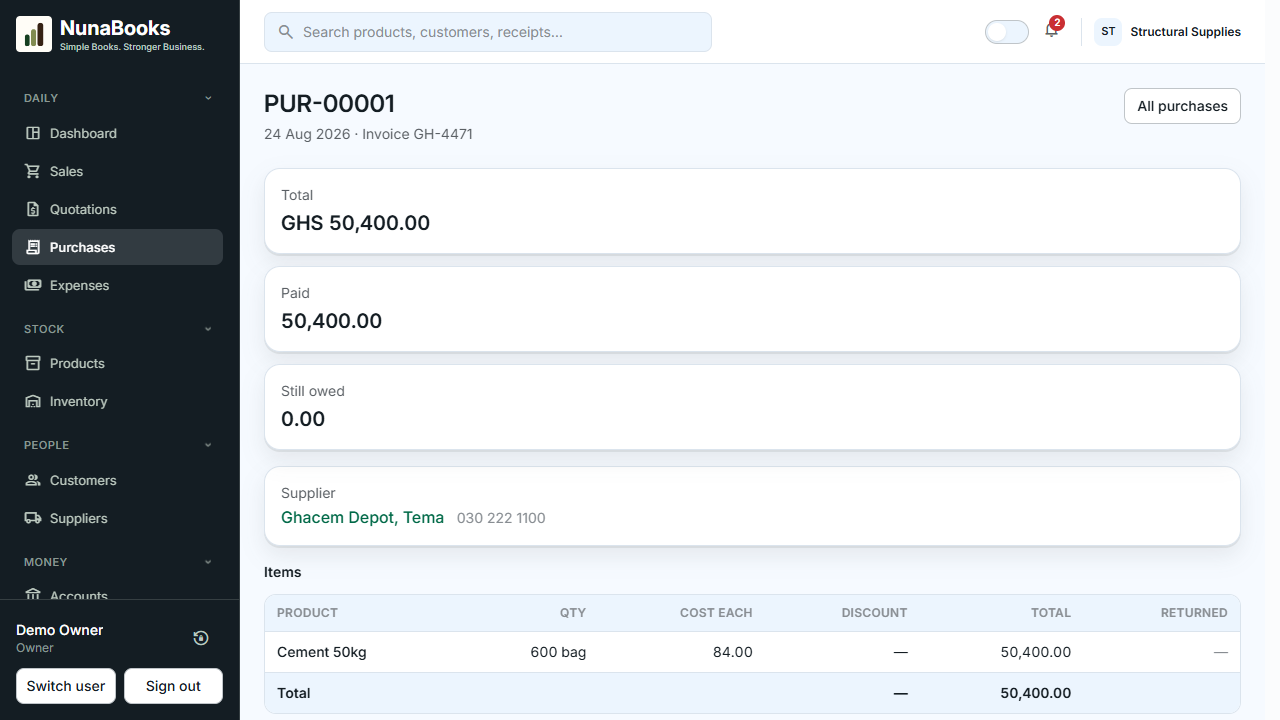 NunaBooks
Simple Books. Stronger Business.
DAILY
Dashboard
Sales
Quotations
Purchases
Expenses
STOCK
Products
Inventory
PEOPLE
Customers
Suppliers
MONEY
Accounts
Demo Owner
Owner
Switch user
Sign out
Search products, customers, receipts...
2
ST
Structural Supplies
PUR-00001
24 Aug 2026 · Invoice GH-4471
All purchases
Total
GHS 50,400.00
Paid
50,400.00
Still owed
0.00
Supplier
Ghacem Depot, Tema 030 222 1100
Items
PRODUCT QTY COST EACH DISCOUNT TOTAL RETURNED
Cement 50kg 600 bag 84.00 — 50,400.00 —
Total — 50,400.00